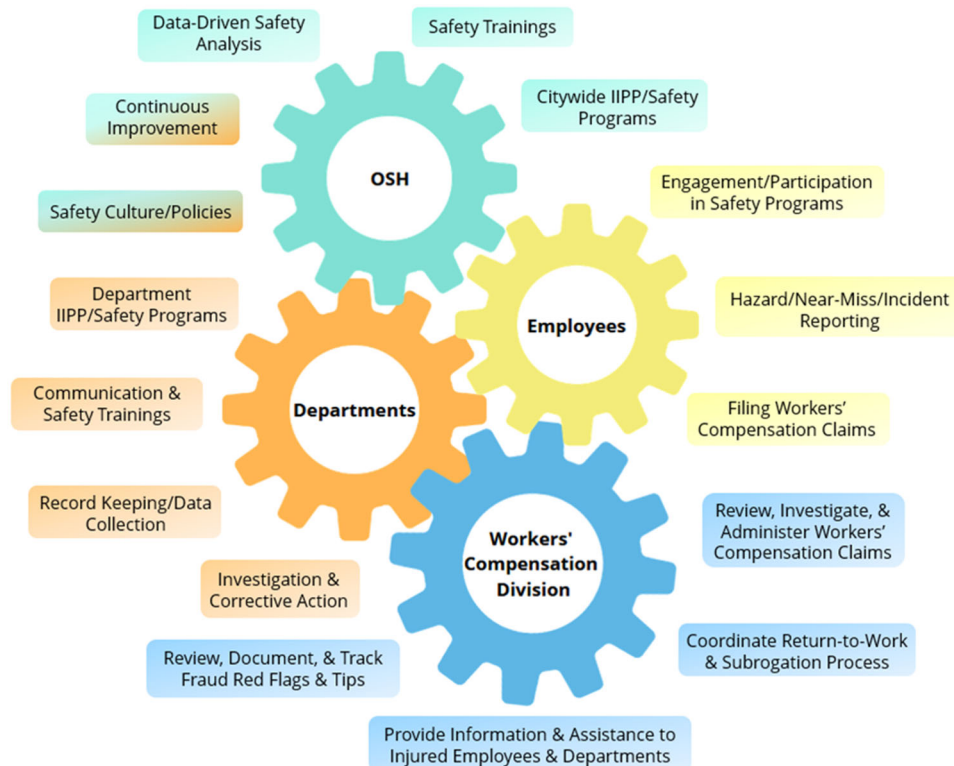 Data-Driven Safety
Analysis
Safety Trainings
Continuous
Improvement
Citywide IIPP/Safety
Programs
OSH
Safety Culture/Policies
Engagement/Participation
in Safety Programs
Department
IIPP/Safety Programs
Hazard/Near-Miss/Incident
Reporting
Employees
Communication &
Safety Trainings
Departments
Filing Workers’
Compensation Claims
Record Keeping/Data
Collection
Review, Investigate, &
Administer Workers’
Compensation Claims
Workers'
Compensation
Division
Investigation &
Corrective Action
Review, Document, & Track
Fraud Red Flags & Tips
Coordinate Return-to-Work
& Subrogation Process
Provide Information & Assistance to
Injured Employees & Departments